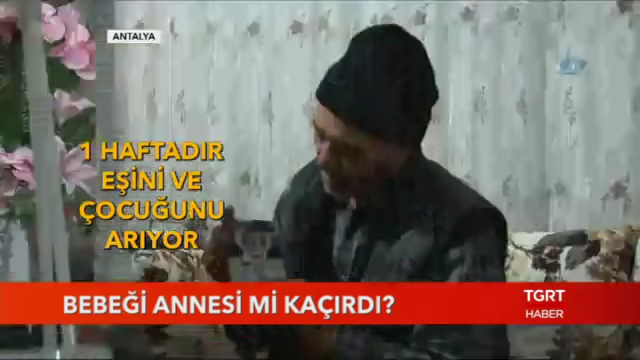 ANTALYA
1 HAFTADIR
EŞİNİ VE
ÇOCUĞUNU
ARIYOR
BEBEĞİ ANNESİ Mİ KAÇIRDI?
TGRT
HABER